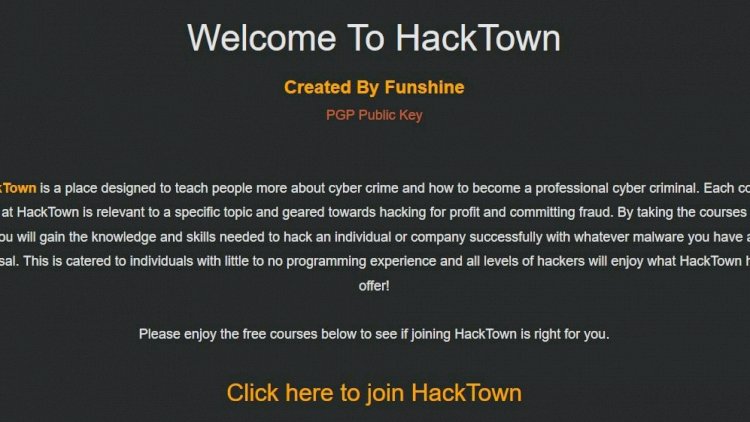 Welcome To HackTown
Created By Funshine
PGP Public Key
kTown is a place designed to teach people more about cyber crime and how to become a professional cyber criminal. Each co
at HackTown is relevant to a specific topic and geared towards hacking for profit and committing fraud. By taking the courses
ou will gain the knowledge and skills needed to hack an individual or company successfully with whatever malware you have a
sal. This is catered to individuals with little to no programming experience and all levels of hackers will enjoy what HackTown h
offer!
Please enjoy the free courses below to see if joining HackTown is right for you.
Click here to join HackTown